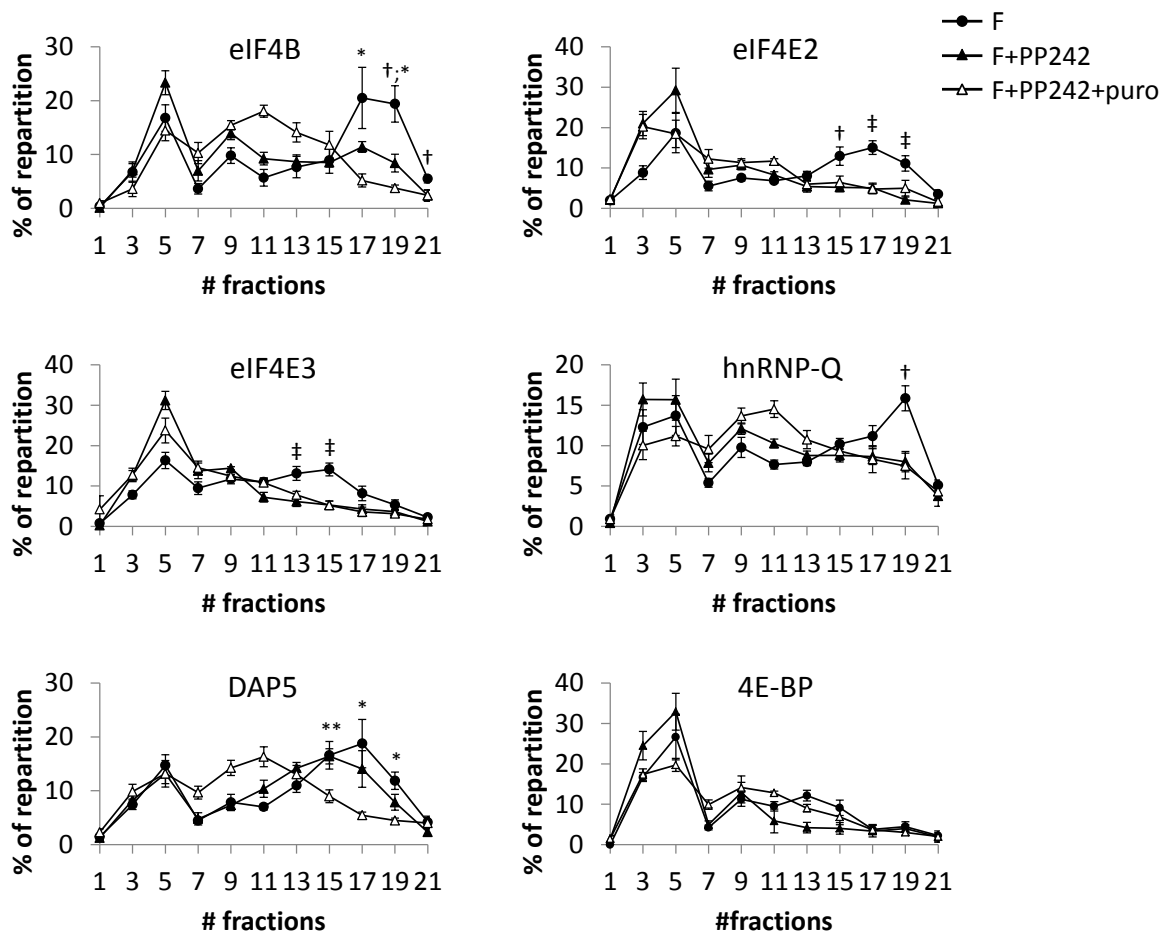 F
F+PP242
F+PP242+puro
eIF4B
% of repartition
30
20
10
0
*
†;*
†
1 3 5 7 9 11 13 15 17 19 21
# fractions
eIF4E2
% of repartition
40
30
20
10
0
†
‡
‡
1 3 5 7 9 11 13 15 17 19 21
# fractions
eIF4E3
% of repartition
40
30
20
10
0
‡
‡
1 3 5 7 9 11 13 15 17 19 21
# fractions
hnRNP-Q
% of repartition
20
15
10
5
0
†
1 3 5 7 9 11 13 15 17 19 21
# fractions
DAP5
% of repartition
30
20
10
0
**
*
*
1 3 5 7 9 11 13 15 17 19 21
# fractions
4E-BP
% of repartition
40
30
20
10
0
1 3 5 7 9 11 13 15 17 19 21
#fractions